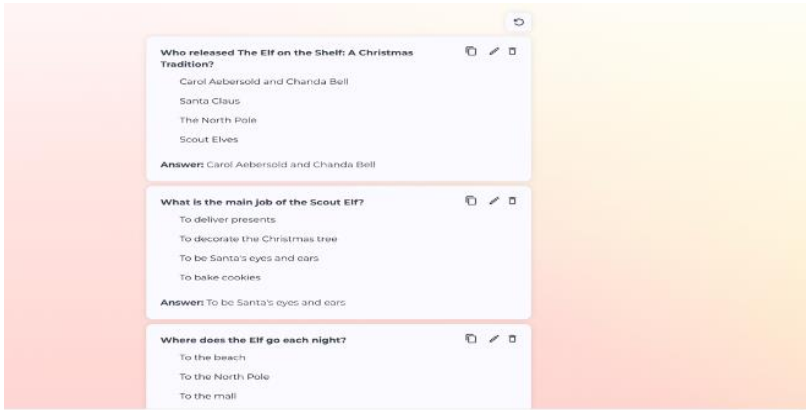 Who released The Elf on the Shelf: A Christmas
Tradition?
Carol Aebersold and Chanda Bell
Santa Claus
The North Pole
Scout Elves
Answer: Carol Aebersold and Chanda Bell
What is the main job of the Scout Elf?
To deliver presents
To decorate the Christmas tree
To be Santa's eyes and ears
To bake cookies
Answer: To be Santa's eyes and ears
Where does the Elf go each night?
To the beach
To the North Pole
To the mall